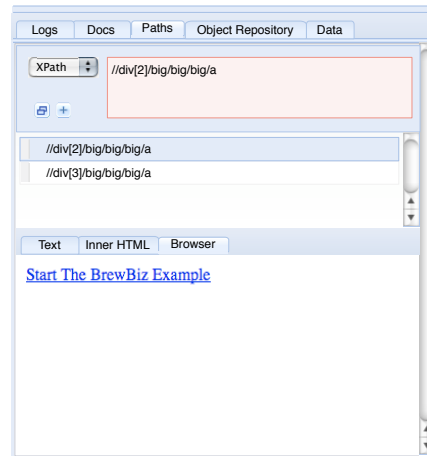 Logs Docs Paths Object Repository Data
XPath //div[2]/big/big/big/a
//div[2]/big/big/big/a
//div[3]/big/big/big/a
Text Inner HTML Browser
Start The BrewBiz Example